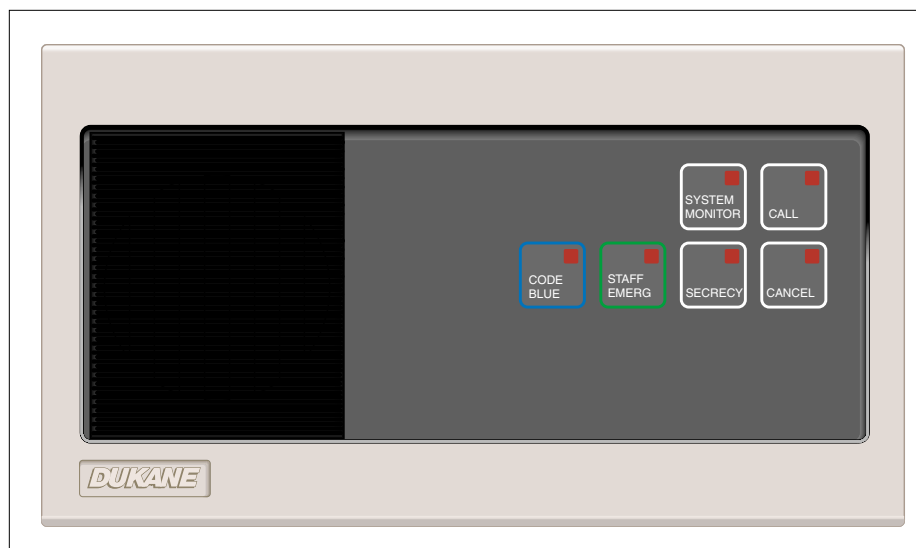 SYSTEM
MONITOR
CALL
CODE
BLUE
STAFF
EMERG
SECRECY
CANCEL
DUKANE